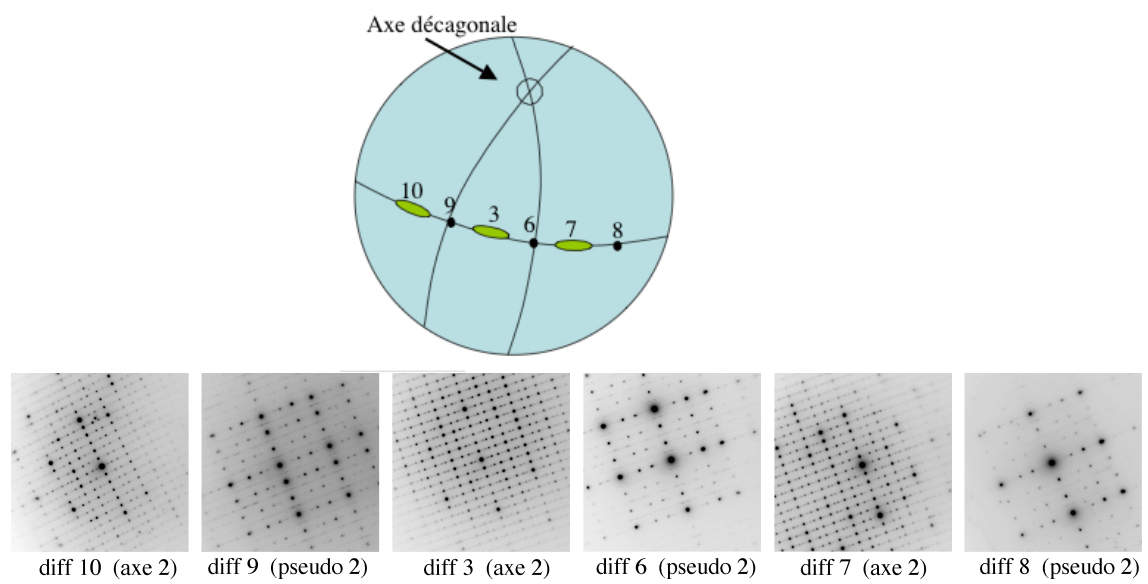 Axe décagonale
10
9
3
6
7
8
diff 10 (axe 2)
diff 9 (pseudo 2)
diff 3 (axe 2)
diff 6 (pseudo 2)
diff 7 (axe 2)
diff 8 (pseudo 2)